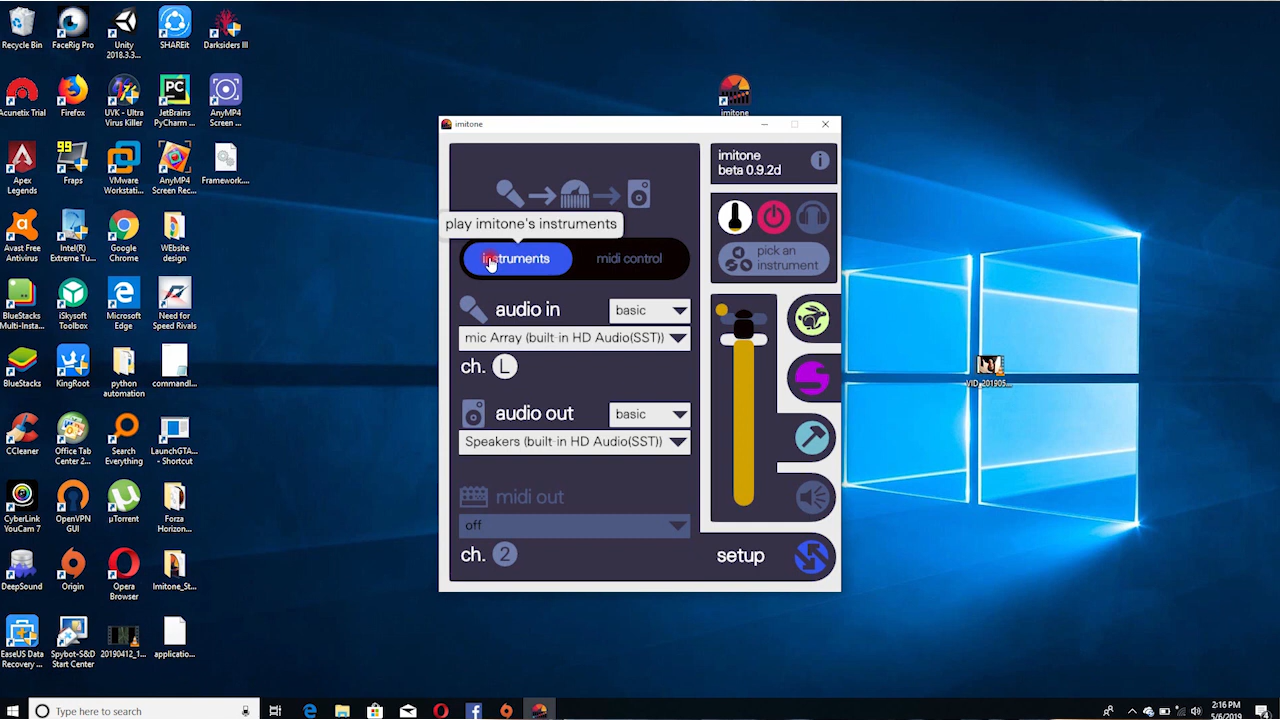 Recycle Bin
FaceRig Pro
Unity
2018.3.3...
SHAREit
Darksiders III
Acunetix Trial
Firefox
UVK - Ultra
Virus Killer
JetBrains
PyCharm ...
AnyMP4
Screen ...
Apex
Legends
Fraps
VMware
Workstati...
AnyMP4
Screen Rec...
Framework....
Avast Free
Antivirus
Intel(R)
Extreme Tu...
Google
Chrome
WEbsite
design
BlueStacks
Multi-Insta...
iSkysoft
Toolbox
Microsoft
Edge
Need for
Speed Rivals
BlueStacks
KingRoot
python
automation
commandl...
CCleaner
Office Tab
Center 2...
Search
Everything
LaunchGTA...
- Shortcut
CyberLink
YouCam 7
OpenVPN
GUI
µTorrent
Forza
Horizon...
DeepSound
Origin
Opera
Browser
Imitone_St...
EaseUS Data
Recovery ...
Spybot-S&D
Start Center
20190412_1...
applicatio...
PC
99
imitone
VID_201905...
imitone
play imitone's instruments
instruments
midi control
audio in
basic
mic Array (built-in HD Audio(SST))
ch. L
audio out
basic
Speakers (built-in HD Audio(SST))
midi out
off
ch. 2
imitone
beta 0.9.2d
i
pick an
instrument
setup
Type here to search
2:16 PM
5/6/2019
4